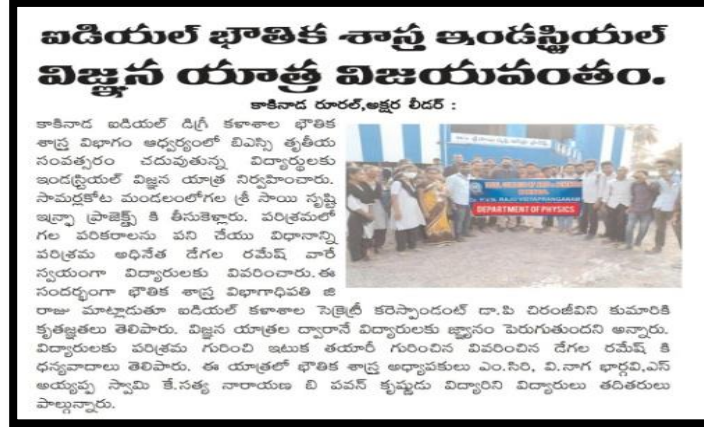 ఐడియల్ భౌతిక శాస్త్ర ఇండస్ట్రియల్
విజ్ఞన యాత్ర విజయవంతం.
కాకినాడ రూరల్,అక్షర లీడర్ :
కాకినాడ ఐడియల్ డిగ్రీ కళాశాల భౌతిక
శాస్త్ర విభాగం ఆధ్వర్యంలో బిఎస్సి తృతీయ
సంవత్సరం చదువుతున్న విద్యార్థులకు
ఇండస్ట్రియల్ విజ్ఞన యాత్ర నిర్వహించారు.
సామర్లకోట మండలంలోగల శ్రీ సాయి సృష్టి
ఇన్ఫ్రా ప్రాజెక్ట్స్ కి తీసుకెళ్లారు. పరిశ్రమలో
గల పరికరాలను పని చేయు విధానాన్ని
పరిశ్రమ అధినేత దేగల రమేష్ వారే
స్వయంగా విద్యారులకు వివరించారు.ఈ
సందర్భంగా భౌతిక శాస్త్ర విభాగాధిపతి జి
రాజు మాట్లాడుతూ ఐడియల్ కళాశాల సెక్రెట్రీ కరెస్పాండంట్ డా.పి చిరంజీవిని కుమారికి
కృతజ్ఞతలు తెలిపారు. విజ్ఞన యాత్రల ద్వారానే విద్యారులకు జ్ఞ్యానం పెరుగుతుందని అన్నారు.
విద్యారులకు పరిశ్రమ గురించి ఇటుక తయారీ గురించిన వివరించిన దేగల రమేష్ కి
ధన్యవాదాలు తెలిపారు. ఈ యాత్రలో భౌతిక శాస్త్ర అధ్యాపకులు ఎం.సిరి, వి.నాగ భార్గవి,ఎస్
అయ్యప్ప స్వామి కే.సత్య నారాయణ బి పవన్ కృష్ణుడు విద్యారిని విద్యారులు తదితరులు
పాల్గున్నారు.
DEPARTMENT OF PHYSICS